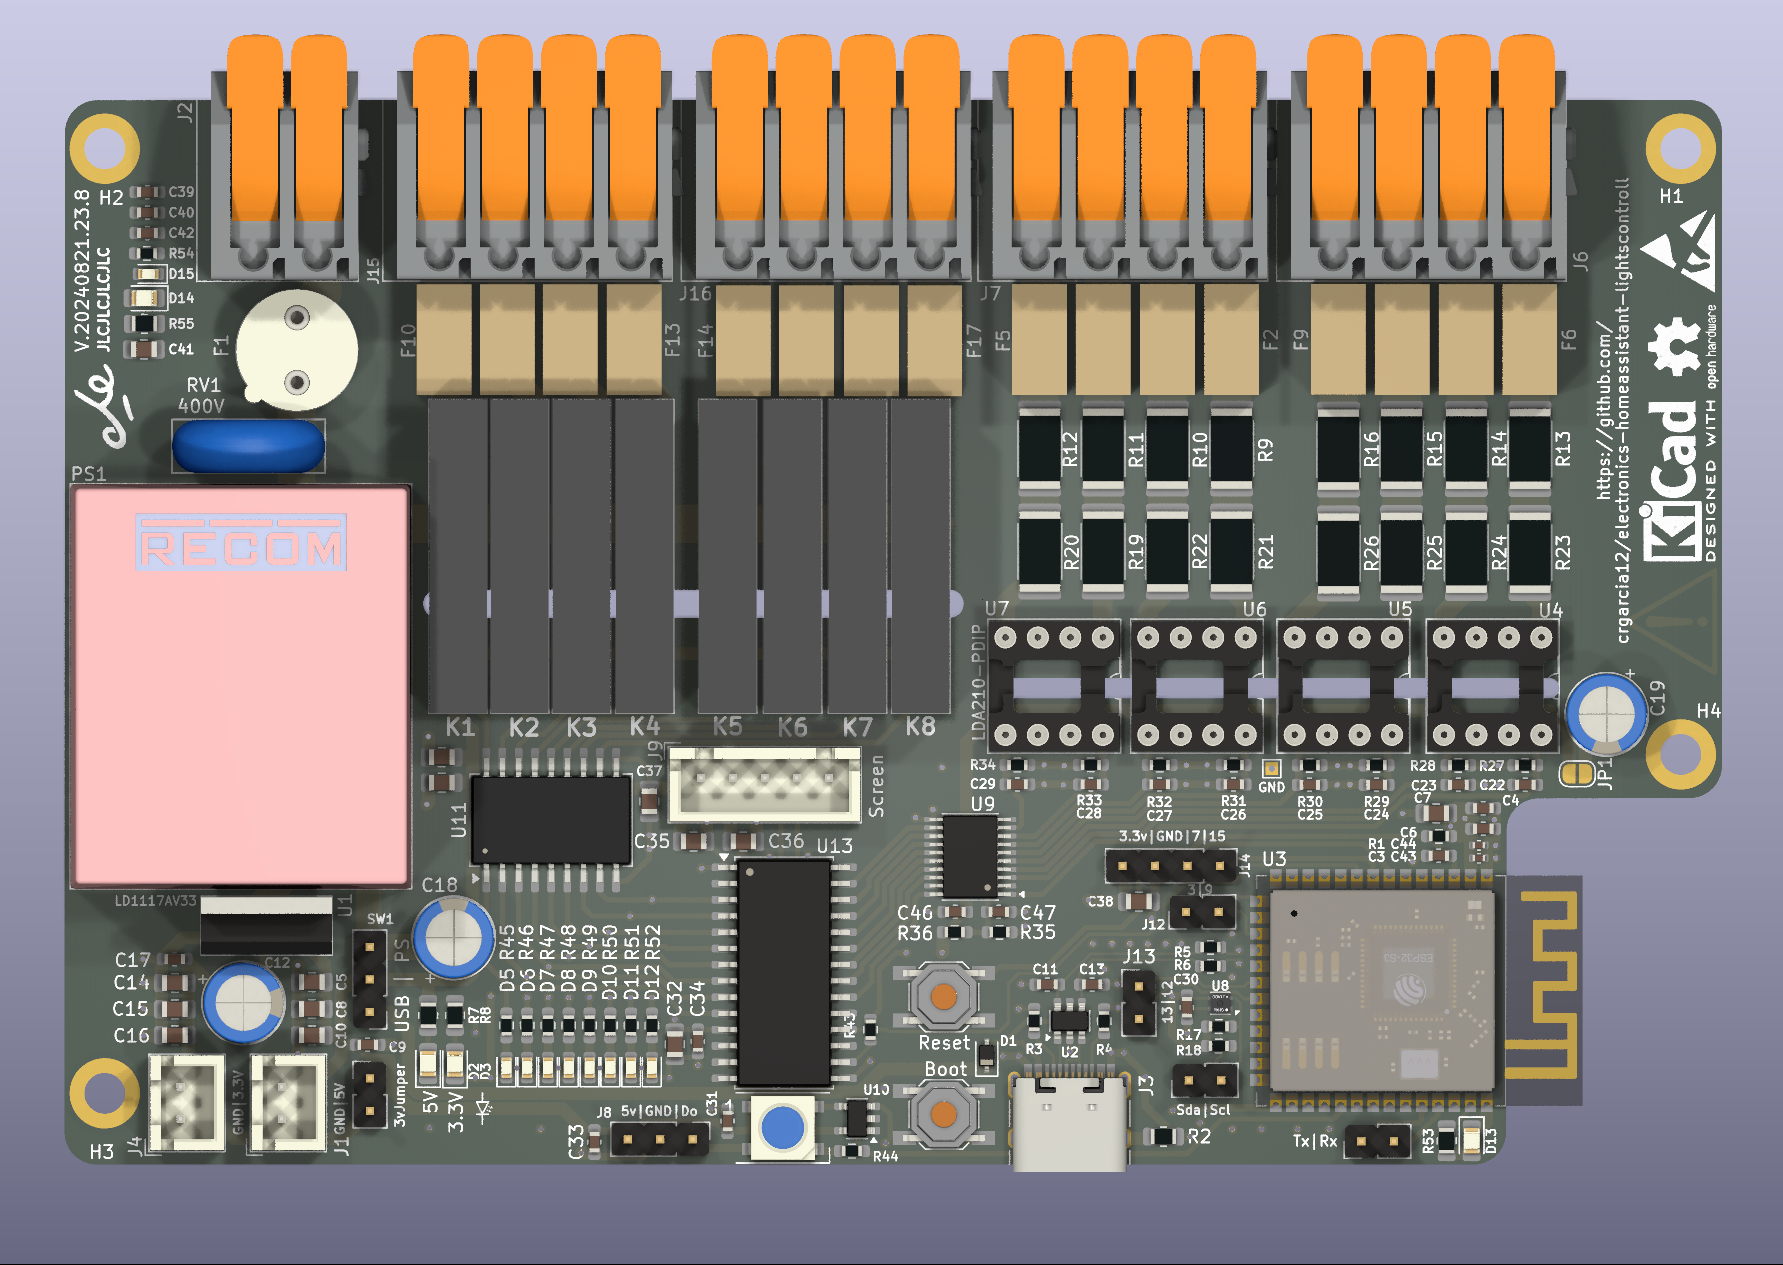 J2
H2
C39
C40
C42
R54
D15
D14
R55
C41
V.20240821.23.8
JLCJLCJLCJLC
F1
RV1
400V
PS1
RECOM
J15
J16
J7
J6
H1
F10
F13
F14
F17
F5
F2
F9
F6
https://github.com/
crgarcia12/electronics-homeassistant-lightscontroll
open hardware
KiCad
DESIGNED WITH
R12
R11
R10
R9
R16
R15
R14
R13
R20
R19
R22
R21
R26
R25
R24
R23
U7
U6
U5
U4
LDA210-PDIP
C19
+
H4
JP1
K1
K2
K3
K4
K5
K6
K7
K8
J9
Screen
C37
U11
C35
C36
U13
R34
C29
R33
C28
R32
C27
R31
C26
GND
R30
C25
R29
C24
R28
C23
R27
C22
C7
C4
C6
R1 C44
C3 C43
U9
3.3v|GND|7|15
J14
U3
C38
3|9
J12
C46
R36
C47
R35
LD1117AV33
U1
SW1
PS
USB
C18
+
C17
C14
C15
C16
C12
+
C5
C8
C10
C9
R7
R8
D5 R45
D6 R46
D7 R47
D8 R48
D9 R49
D10 R50
D11 R51
D12 R52
C32
C34
R43
Reset
Boot
D1
C11
C13
R3
U2
R4
J13
13|12
R5
R6
C30
U8
R17
R18
ESP32-S3
Sda|Scl
J3
R2
Tx|Rx
R53
D13
H3
J4
GND|3.3V
J1
GND|5V
3vJumper
5V
3.3V
D2
D3
C33
J8
5v|GND|Do
C31
U10
R44